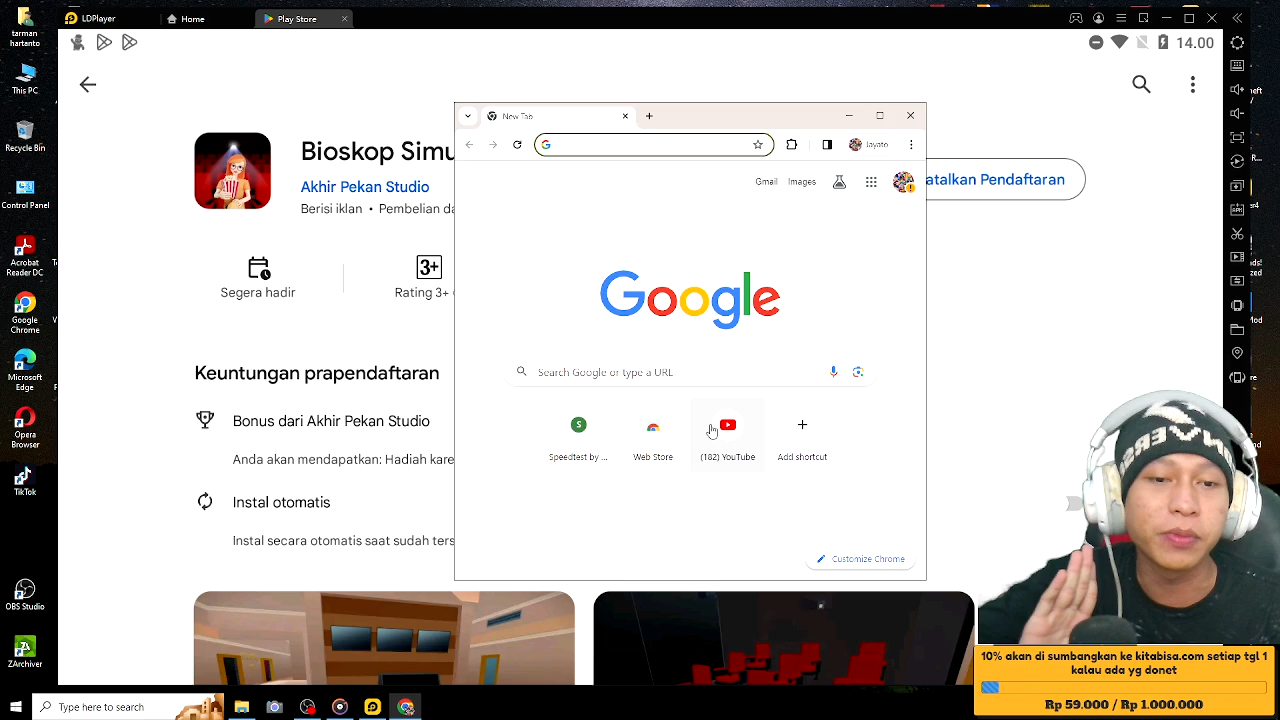 tarman
hartanto
This PC
Recycle Bin
Control Panel
Acrobat
Reader DC
Google
Chrome
Microsoft
Edge
Opera
Browser
TikTok
OBS Studio
ZArchiver
LDPlayer
Home
Play Store
14.00
Bioskop Simu
Akhir Pekan Studio
Berisi iklan • Pembelian da
atalkan Pendaftaran
Segera hadir
3+
Rating 3+
Keuntungan prapendaftaran
Bonus dari Akhir Pekan Studio
Anda akan mendapatkan: Hadiah kare
Instal otomatis
Instal secara otomatis saat sudah ters
New Tab
Jayato
Gmail
Images
Google
Search Google or type a URL
S
Speedtest by ...
Web Store
(182) YouTube
Add shortcut
Customize Chrome
10% akan di sumbangkan ke kitabisa.com setiap tgl 1
kalau ada yg donet
Rp 59.000 / Rp 1.000.000
Type here to search